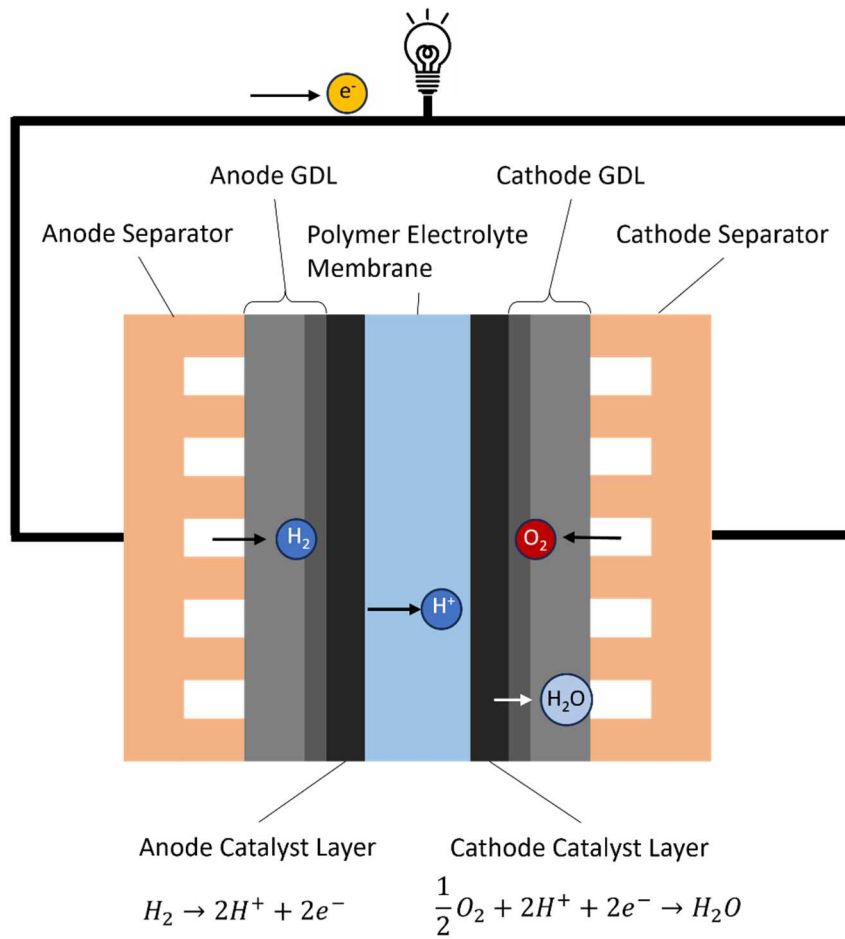 e⁻
Anode GDL
Cathode GDL
Anode Separator
Polymer Electrolyte
Membrane
Cathode Separator
H₂
O₂
H⁺
H₂O
Anode Catalyst Layer
Cathode Catalyst Layer
H₂ → 2H⁺ + 2e⁻
½O₂ + 2H⁺ + 2e⁻ → H₂O